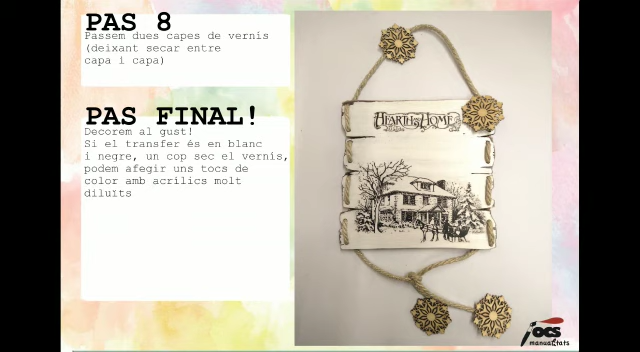 PAS 8
Passem dues capes de vernís
(deixant secar entre
capa i capa)
PAS FINAL!
Decorem al gust!
Si el transfer és en blanc
i negre, un cop sec el vernís,
podem afegir uns tocs de
color amb acrílics molt
diluïts
HEARTH & HOME
jocs
manualitats